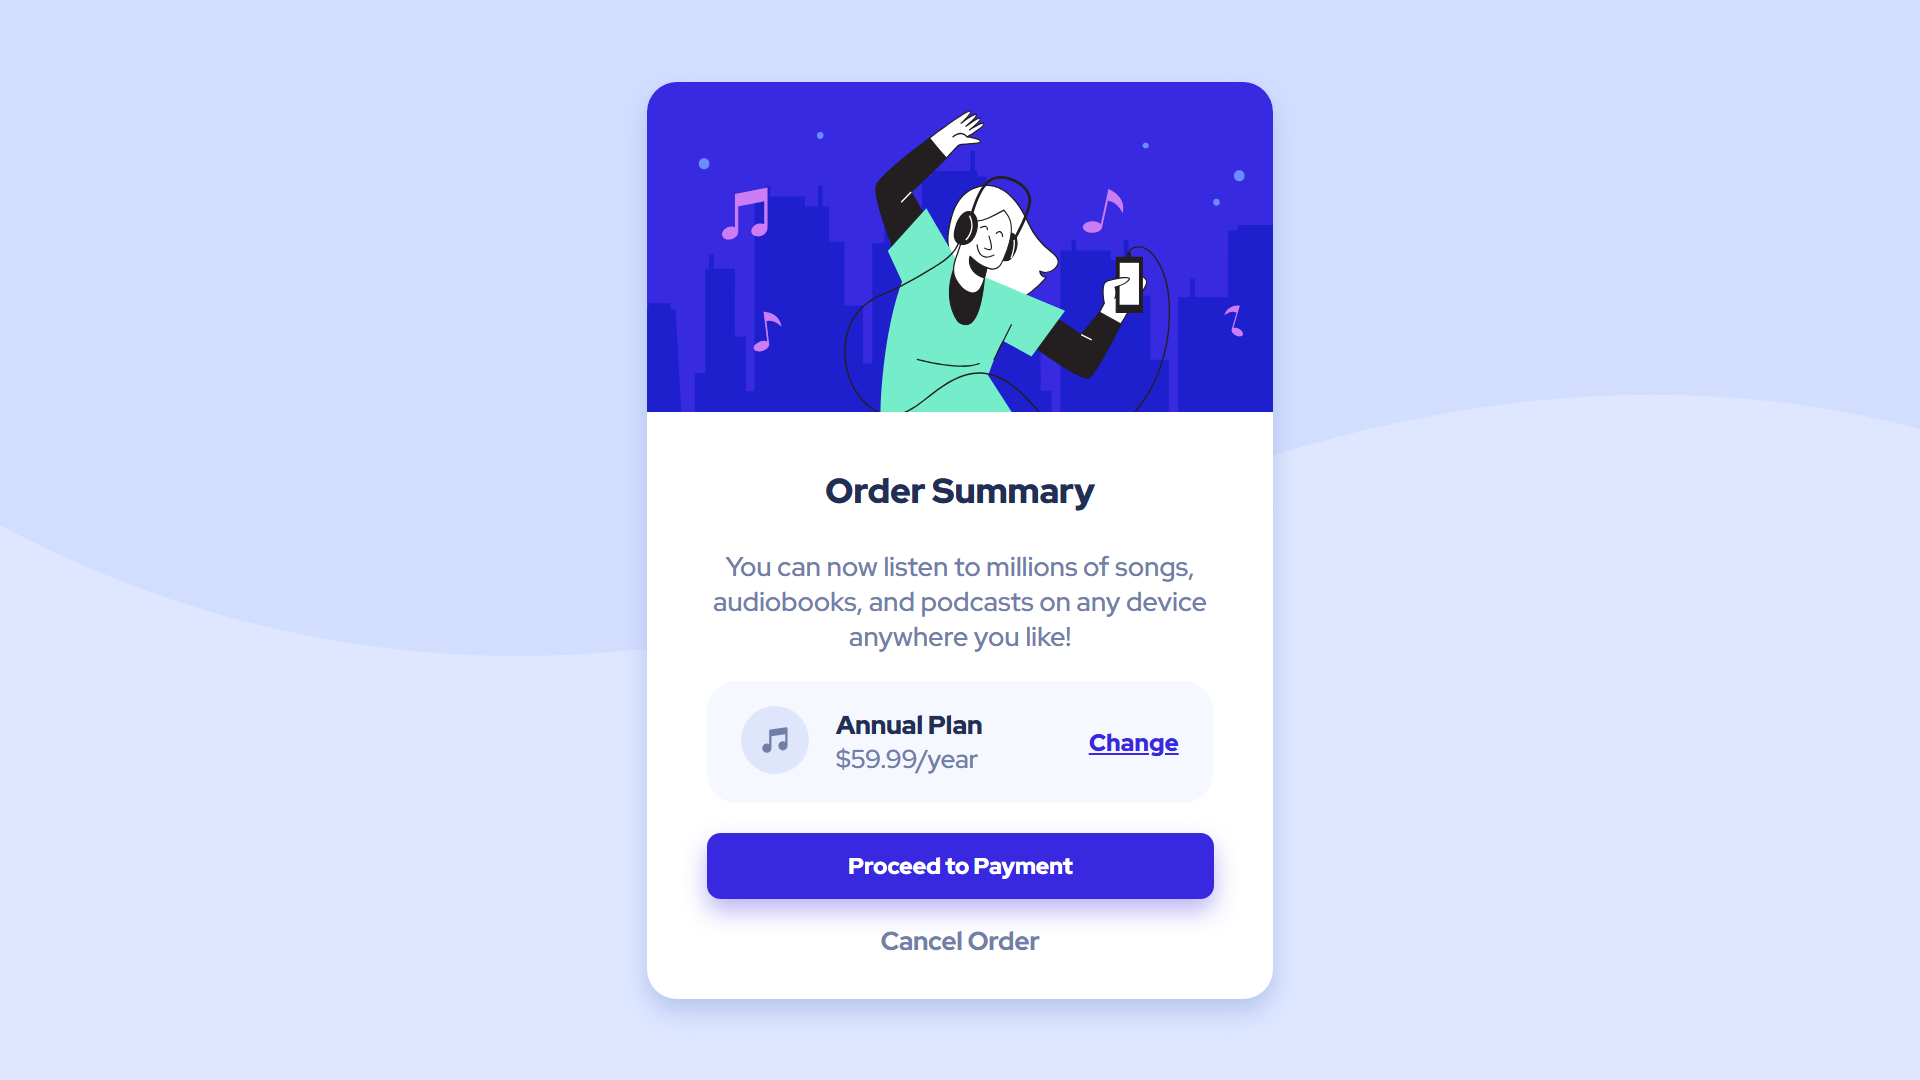 Order Summary
You can now listen to millions of songs,
audiobooks, and podcasts on any device
anywhere you like!
Annual Plan
$59.99/year
Change
Proceed to Payment
Cancel Order